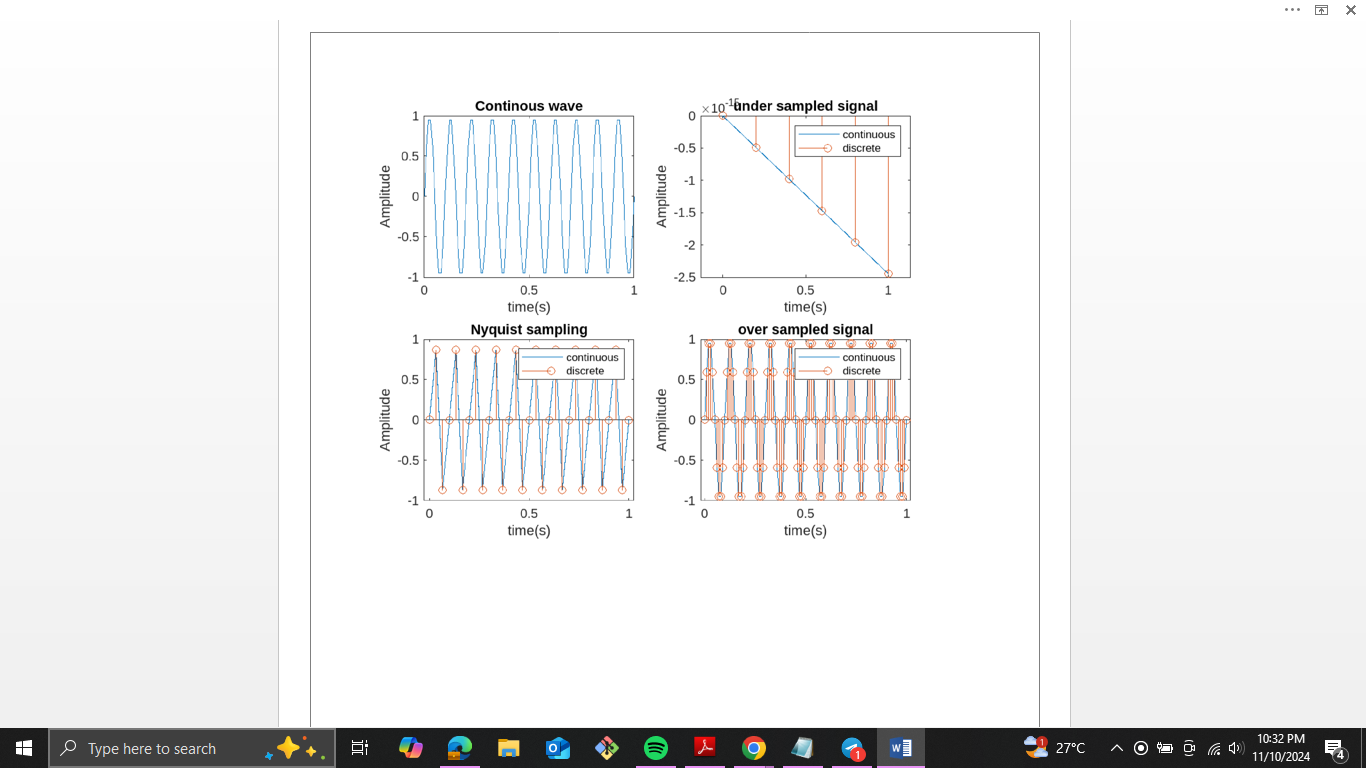 Continous wave
1
0.5
0
-0.5
-1
Amplitude
0 0.5 1
time(s)
×10-15
under sampled signal
0
-0.5
-1
-1.5
-2
-2.5
Amplitude
continuous
discrete
0 0.5 1
time(s)
Nyquist sampling
1
0.5
0
-0.5
-1
Amplitude
continuous
discrete
0 0.5 1
time(s)
over sampled signal
1
0.5
0
-0.5
-1
Amplitude
continuous
discrete
0 0.5 1
time(s)
Type here to search
1
1
27°C
10:32 PM
11/10/2024
4